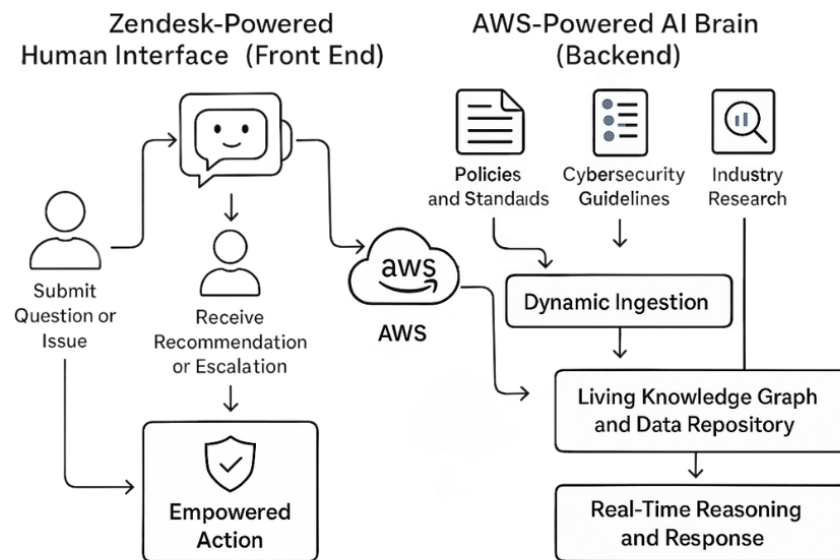 Zendesk-Powered
Human Interface (Front End)
AWS-Powered AI Brain
(Backend)
Policies
and Standaıds
Cybersecurity
Guidelines
Industry
Research
Submit
Question or
Issue
Receive
Recommendation
or Escalation
aws
AWS
Dynamic Ingestion
Living Knowledge Graph
and Data Repository
Empowered
Action
Real-Time Reasoning
and Response